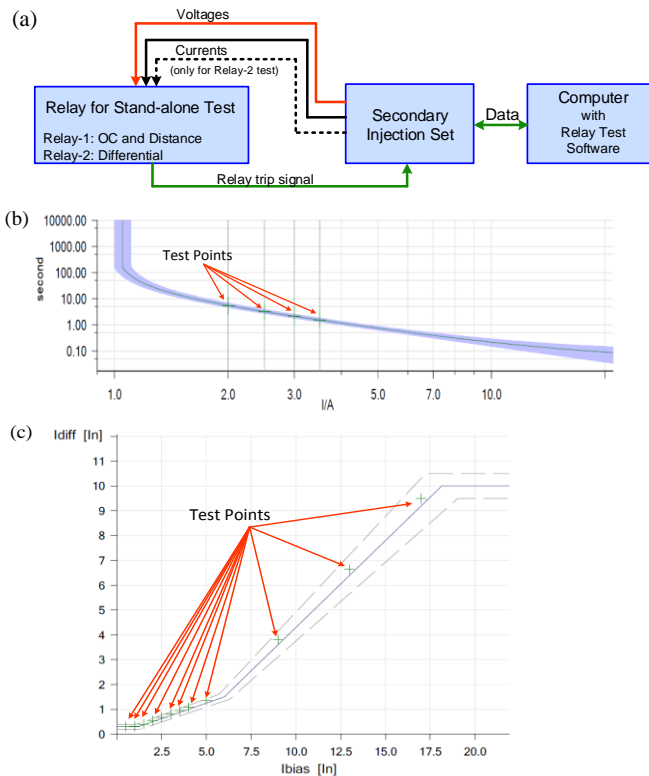 (a)
Voltages
Currents
(only for Relay-2 test)
Relay for Stand-alone Test
Relay-1: OC and Distance
Relay-2: Differential
Secondary
Injection Set
Data
Computer
with
Relay Test
Software
Relay trip signal
(b)
second
10000.00
1000.00
100.00
10.00
1.00
0.10
Test Points
1.0 2.0 3.0 5.0 7.0 10.0
I/A
(c)
Idiff [In]
11
10
9
8
7
6
5
4
3
2
1
0
Test Points
2.5 5.0 7.5 10.0 12.5 15.0 17.5 20.0
Ibias [In]